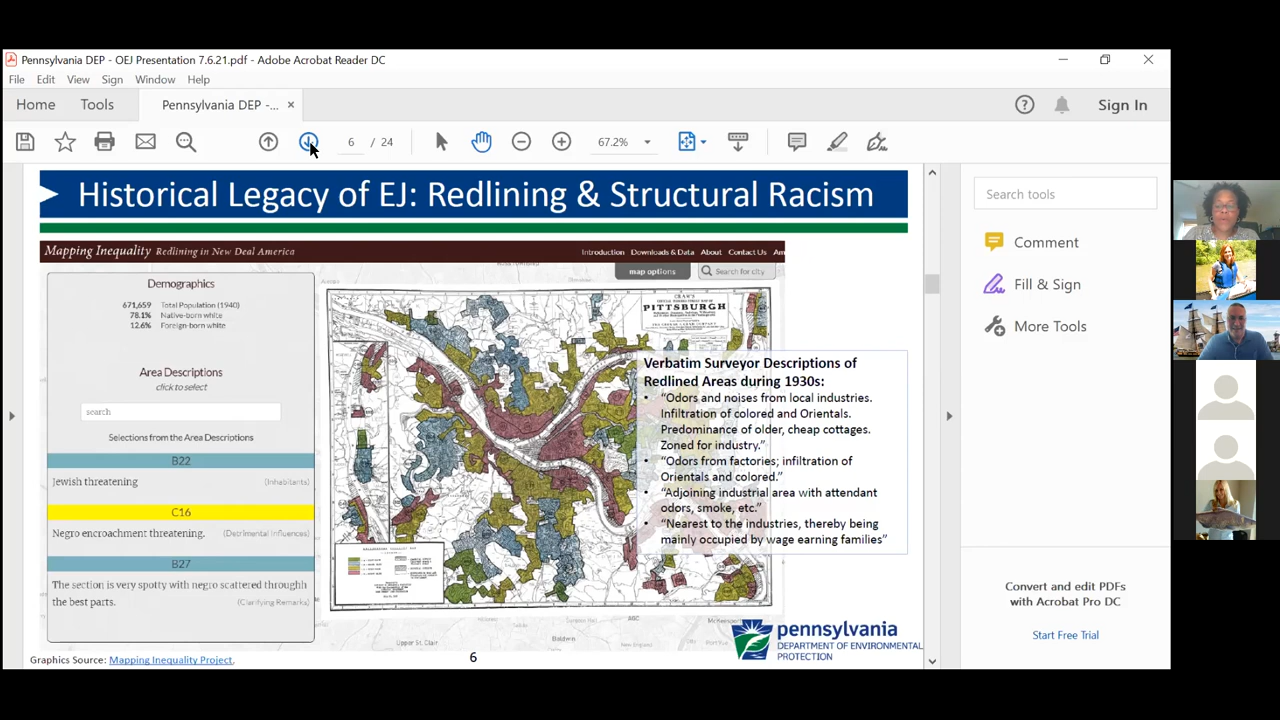 Pennsylvania DEP - OEJ Presentation 7.6.21.pdf - Adobe Acrobat Reader DC
File Edit View Sign Window Help
Home Tools Pennsylvania DEP -... × Sign In
6 / 24 67.2%
Historical Legacy of EJ: Redlining & Structural Racism
Mapping Inequality Redlining in New Deal America Introduction Downloads & Data About Contact Us Am
map options Search for city
Demographics
671,659 Total Population (1940)
78.1% Native-born white
12.6% Foreign-born white
Area Descriptions
click to select
search
Selections from the Area Descriptions
B22
Jewish threatening (Inhabitants)
C16
Negro encroachment threatening. (Detrimental Influences)
B27
The section is very spotty with negro scattered through
the best parts. (Clarifying Remarks)
PITTSBURGH
Verbatim Surveyor Descriptions of
Redlined Areas during 1930s:
• “Odors and noises from local industries.
Infiltration of colored and Orientals.
Predominance of older, cheap cottages.
Zoned for industry.”
• “Odors from factories; infiltration of
Orientals and colored.”
• “Adjoining industrial area with attendant
odors, smoke, etc.”
• “Nearest to the industries, thereby being
mainly occupied by wage earning families”
Upper St. Clair Baldwin
pennsylvania
DEPARTMENT OF ENVIRONMENTAL
PROTECTION
Graphics Source: Mapping Inequality Project.
6
Search tools
Comment
Fill & Sign
More Tools
Convert and edit PDFs
with Acrobat Pro DC
Start Free Trial